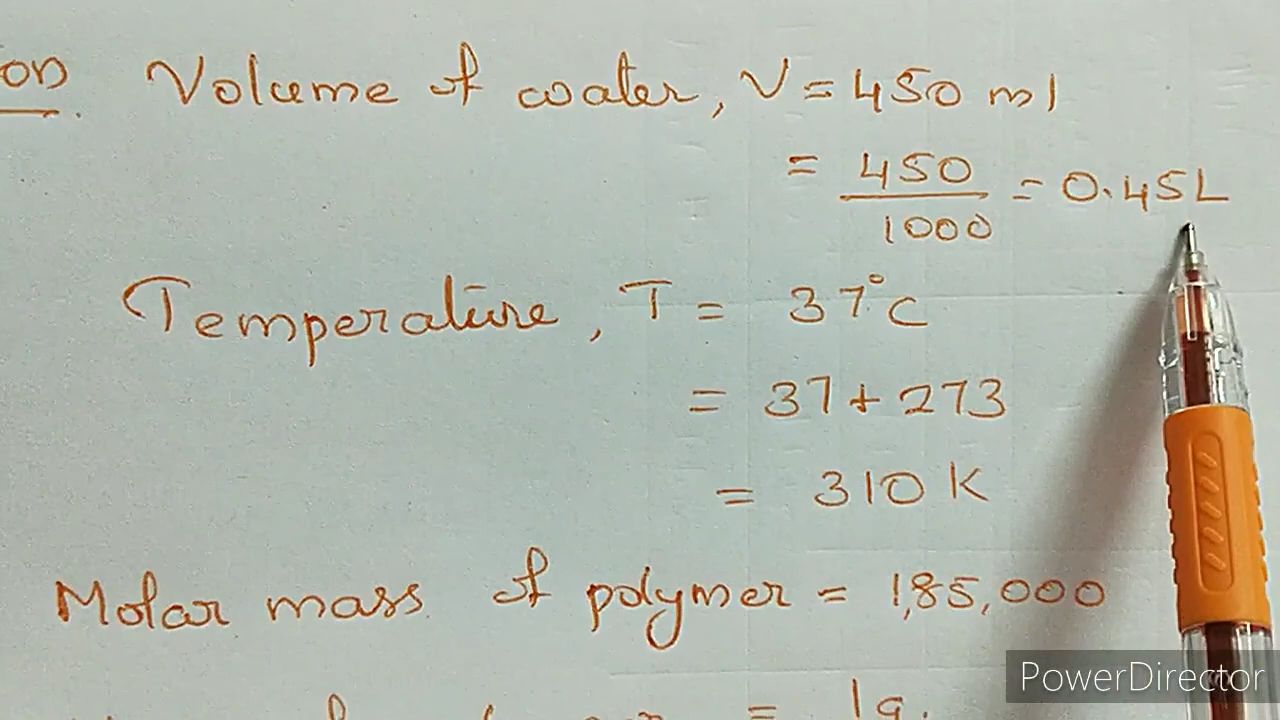 on. Volume of water, V = 450 ml
= 450/1000 = 0.45L
Temperature, T = 37°C
= 37 + 273
= 310 K
Molar mass of polymer = 1,85,000
= 1g.
PowerDirector